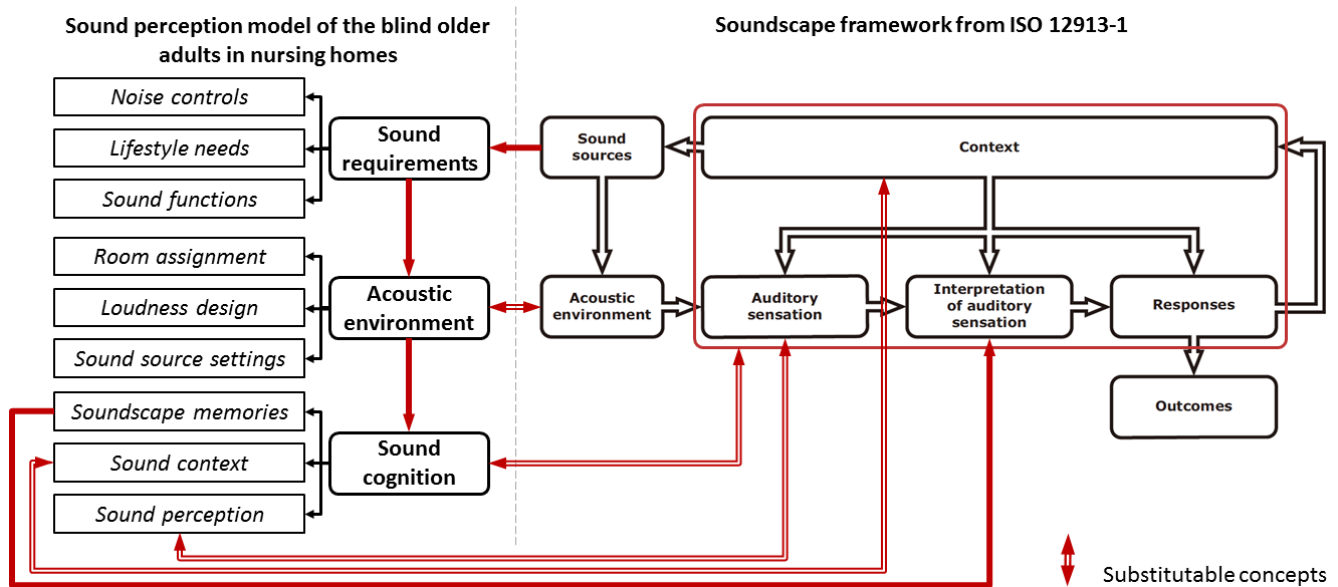 Sound perception model of the blind older
adults in nursing homes
Noise controls
Lifestyle needs
Sound functions
Sound
requirements
Room assignment
Loudness design
Sound source settings
Acoustic
environment
Soundscape memories
Sound context
Sound perception
Sound
cognition
Soundscape framework from ISO 12913-1
Sound
sources
Context
Acoustic
environment
Auditory
sensation
Interpretation
of auditory
sensation
Responses
Outcomes
Substitutable concepts